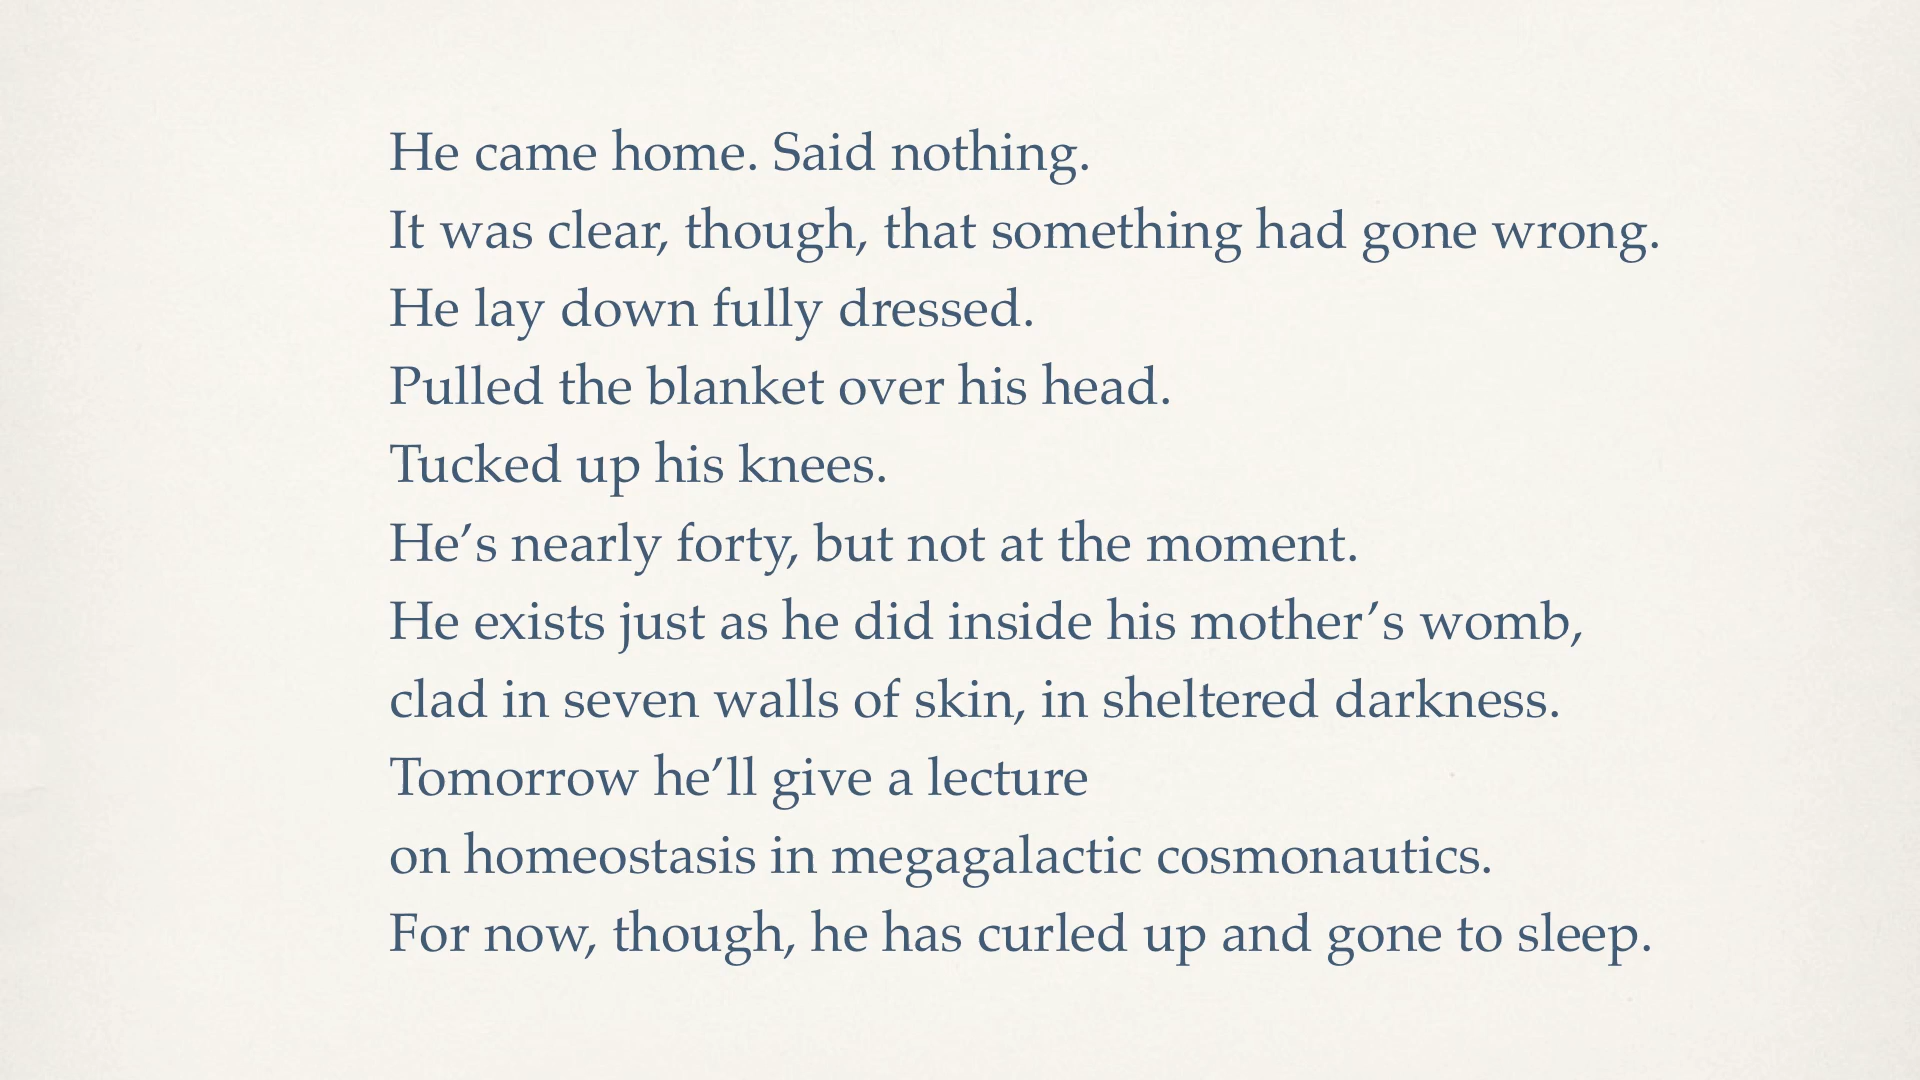 He came home. Said nothing.
It was clear, though, that something had gone wrong.
He lay down fully dressed.
Pulled the blanket over his head.
Tucked up his knees.
He’s nearly forty, but not at the moment.
He exists just as he did inside his mother’s womb,
clad in seven walls of skin, in sheltered darkness.
Tomorrow he’ll give a lecture
on homeostasis in megagalactic cosmonautics.
For now, though, he has curled up and gone to sleep.